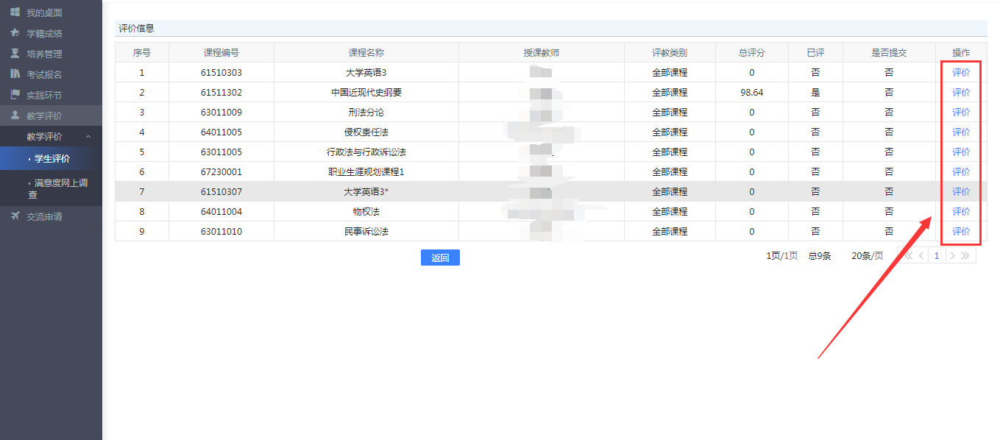 我的桌面
学籍成绩
培养管理
考试报名
实践环节
教学评价
教学评价
· 学生评价
· 满意度网上调
查
交流申请
评价信息
序号 课程编号 课程名称 授课教师 评教类别 总评分 已评 是否提交 操作
1 61510303 大学英语3 全部课程 0 否 否 评价
2 61511302 中国近现代史纲要 全部课程 98.64 是 否 评价
3 63011009 刑法分论 全部课程 0 否 否 评价
4 64011005 侵权责任法 全部课程 0 否 否 评价
5 63011005 行政法与行政诉讼法 全部课程 0 否 否 评价
6 67230001 职业生涯规划课程1 全部课程 0 否 否 评价
7 61510307 大学英语3* 全部课程 0 否 否 评价
8 64011004 物权法 全部课程 0 否 否 评价
9 63011010 民事诉讼法 全部课程 0 否 否 评价
返回 1页/1页 总9条 20条/页 1